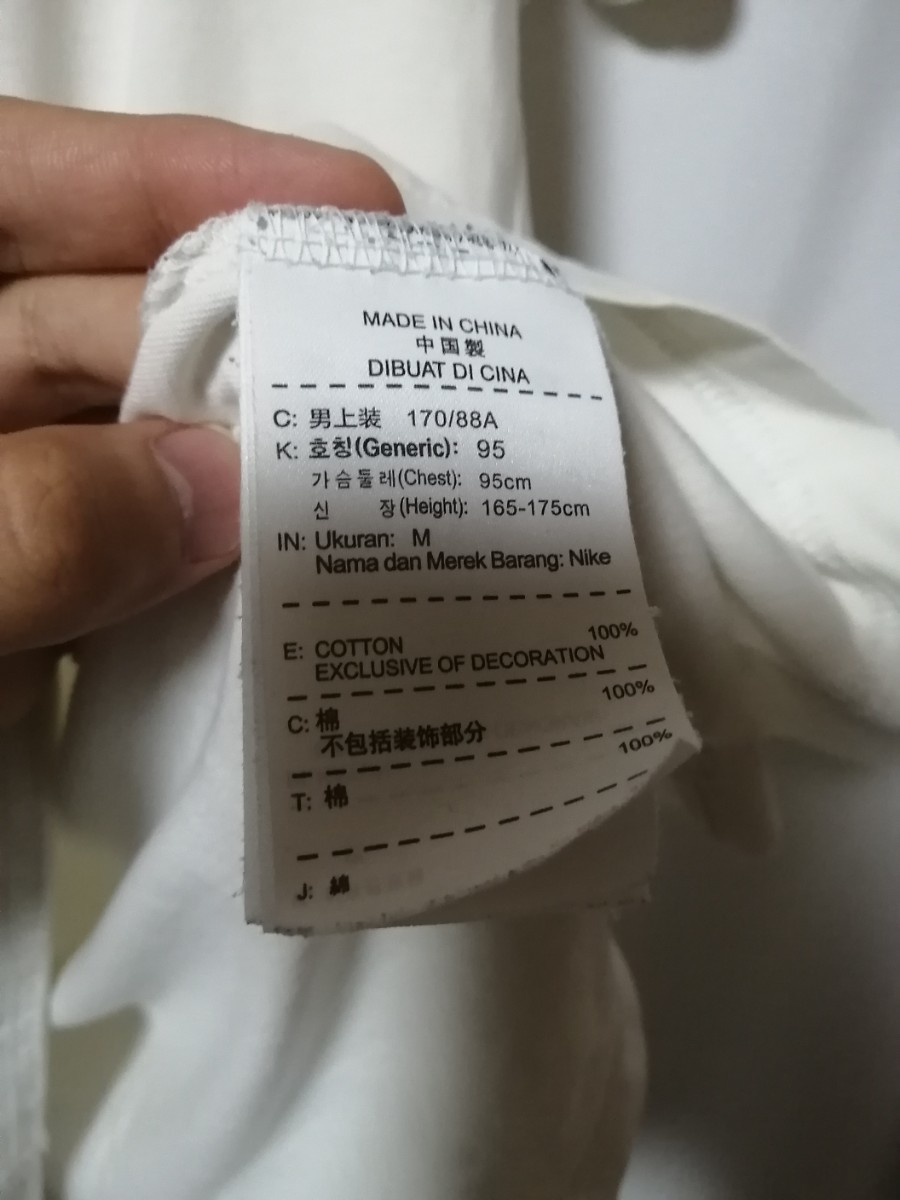 MADE IN CHINA
中国製
DIBUAT DI CINA
C: 男上装 170/88A
K: 호칭(Generic): 95
가슴둘레(Chest): 95cm
신 장(Height): 165-175cm
IN: Ukuran: M
Nama dan Merek Barang: Nike
E: COTTON 100%
EXCLUSIVE OF DECORATION
C: 棉 100%
不包括装饰部分
T: 棉 100%
J: 綿